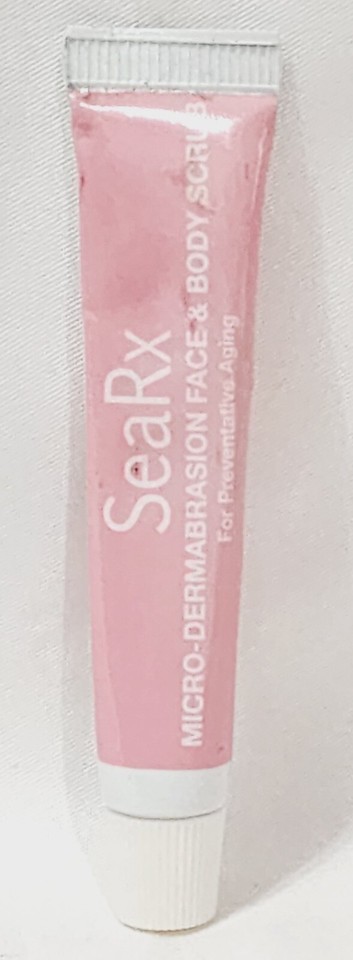 SeaRx
MICRO-DERMABRASION FACE & BODY SCRUB
For Preventative Aging